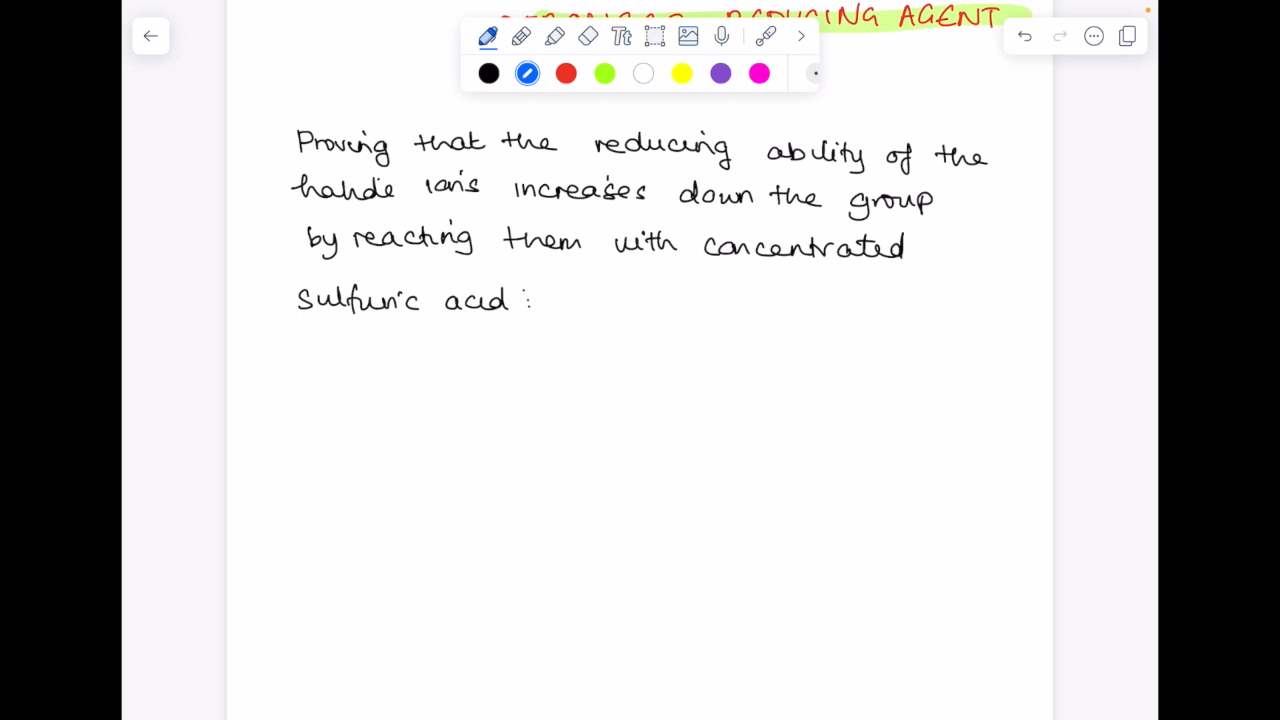 REDUCING AGENT
Tt
Proving that the reducing ability of the
halide ions increases down the group
by reacting them with concentrated
sulfuric acid :